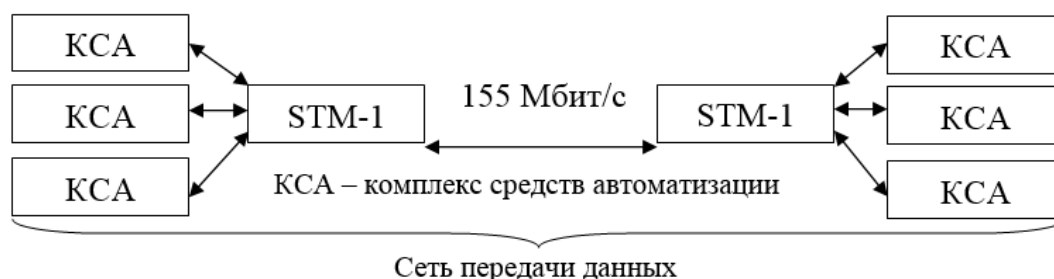 КСА
КСА
КСА
STM-1
155 Мбит/с
STM-1
КСА
КСА
КСА
КСА – комплекс средств автоматизации
Сеть передачи данных